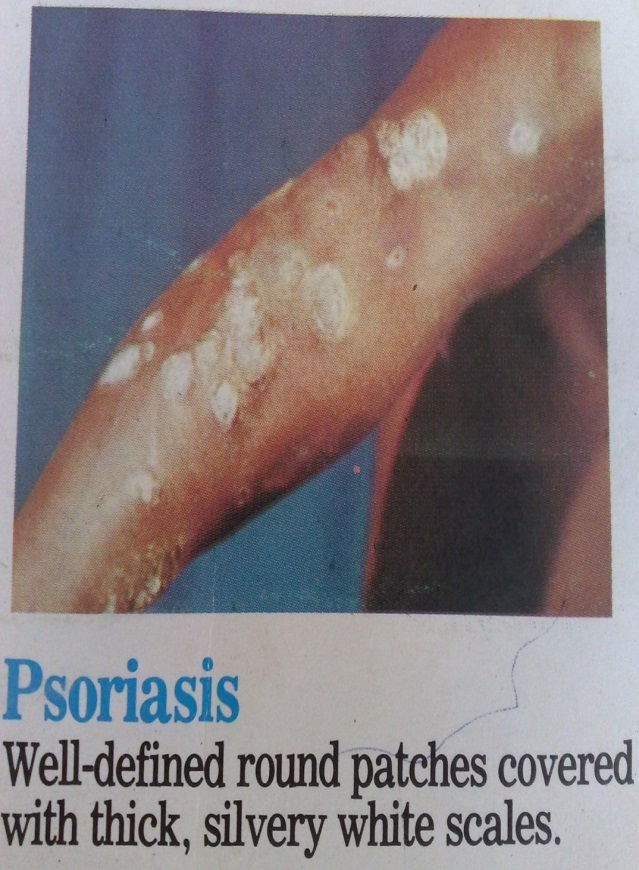 Psoriasis
Well-defined round patches covered
with thick, silvery white scales.